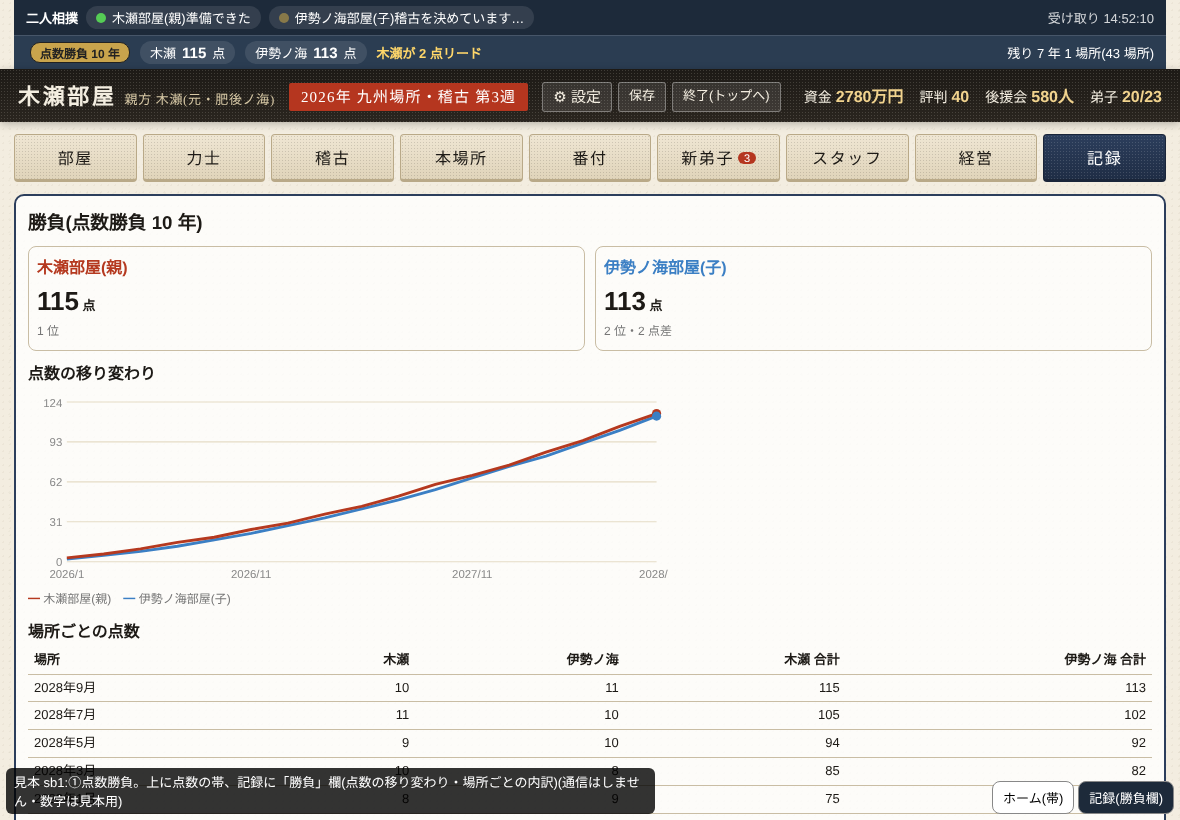 二人相撲 木瀬部屋(親)準備できた 伊勢ノ海部屋(子)稽古を決めています… 受け取り 14:52:10
点数勝負 10 年 木瀬 115 点 伊勢ノ海 113 点 木瀬が 2 点リード 残り 7 年 1 場所(43 場所)
木瀬部屋 親方 木瀬(元・肥後ノ海) 2026年 九州場所・稽古 第3週 ⚙ 設定 保存 終了(トップへ) 資金 2780万円 評判 40 後援会 580人 弟子 20/23
部屋 力士 稽古 本場所 番付 新弟子 3 スタッフ 経営 記録
勝負(点数勝負 10 年)
木瀬部屋(親)
115 点
1 位
伊勢ノ海部屋(子)
113 点
2 位・2 点差
点数の移り変わり
124
93
62
31
0
2026/1 2026/11 2027/11 2028/
木瀬部屋(親) 伊勢ノ海部屋(子)
場所ごとの点数
場所 木瀬 伊勢ノ海 木瀬 合計 伊勢ノ海 合計
2028年9月 10 11 115 113
2028年7月 11 10 105 102
2028年5月 9 10 94 92
2028年3月 10 8 85 82
8 9 75
見本 sb1:①点数勝負。上に点数の帯、記録に「勝負」欄(点数の移り変わり・場所ごとの内訳)(通信はしませ
ん・数字は見本用)
ホーム(帯) 記録(勝負欄)